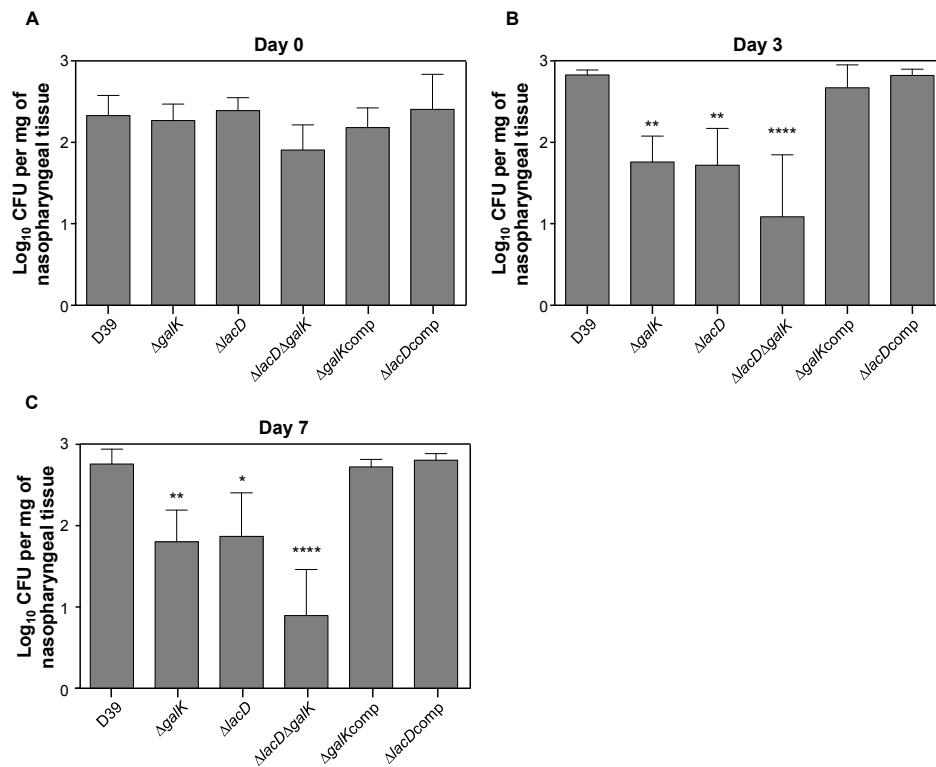 A
Day 0
Log₁₀ CFU per mg of
nasopharyngeal tissue
3
2
1
0
D39
ΔgalK
ΔlacD
ΔlacDΔgalK
ΔgalKcomp
ΔlacDcomp
B
Day 3
Log₁₀ CFU per mg of
nasopharyngeal tissue
3
2
1
0
**
**
****
D39
ΔgalK
ΔlacD
ΔlacDΔgalK
ΔgalKcomp
ΔlacDcomp
C
Day 7
Log₁₀ CFU per mg of
nasopharyngeal tissue
3
2
1
0
**
*
****
D39
ΔgalK
ΔlacD
ΔlacDΔgalK
ΔgalKcomp
ΔlacDcomp